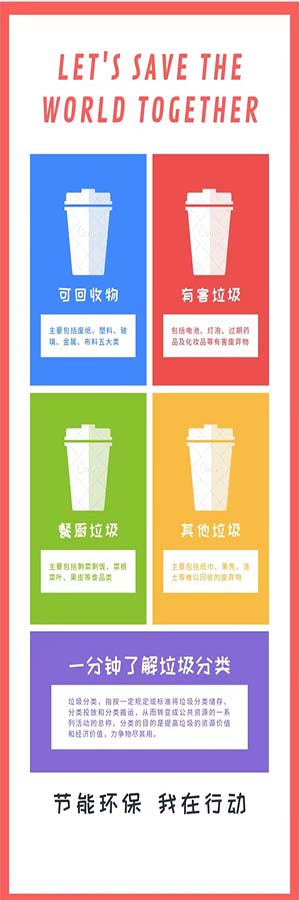 LET'S SAVE THE
WORLD TOGETHER
可回收物
主要包括废纸、塑料、玻
璃、金属、布料五大类
有害垃圾
包括电池、灯泡、过期药
品及化妆品等有害废弃物
餐厨垃圾
主要包括剩菜剩饭、菜根
菜叶、果皮等食品类
其他垃圾
主要包括纸巾、果壳、渣
土等难以回收的废弃物
一分钟了解垃圾分类
垃圾分类，指按一定规定或标准将垃圾分类储存、
分类投放和分类搬运，从而转变成公共资源的一系
列活动的总称。分类的目的是提高垃圾的资源价值
和经济价值，力争物尽其用。
节能环保 我在行动